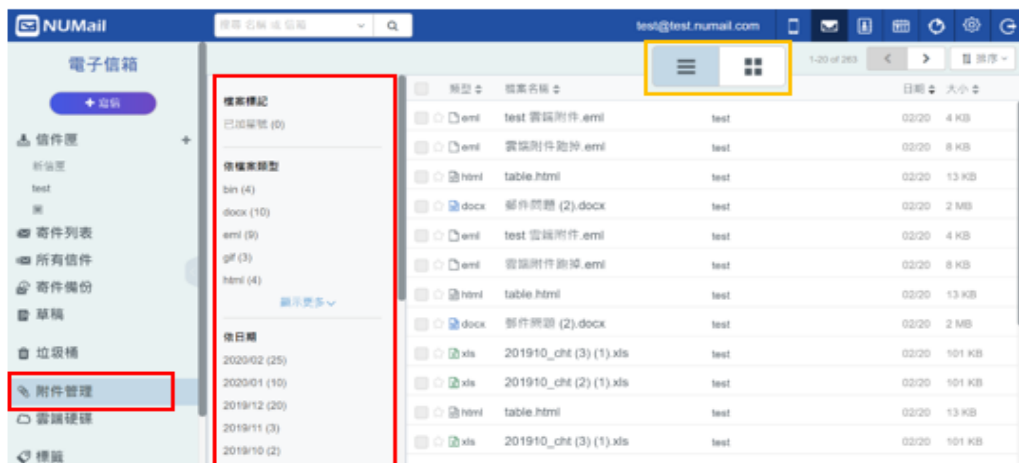 NUMail
搜尋 名稱 或 信箱
test@test.numail.com
電子信箱
1-20 of 263
排序
+ 寫信
檔案標記
已加星號 (0)
類型 檔案名稱 日期 大小
信件匣 +
新信匣
test
依檔案類型
bin (4)
docx (10)
eml (9)
gif (3)
html (4)
顯示更多
寄件列表
所有信件
寄件備份
草稿
垃圾桶
附件管理
雲端硬碟
標籤
依日期
2020/02 (25)
2020/01 (10)
2019/12 (20)
2019/11 (3)
2019/10 (2)
eml test 雲端附件.eml test 02/20 4 KB
eml 雲端附件跑掉.eml test 02/20 8 KB
html table.html test 02/20 13 KB
docx 郵件問題 (2).docx test 02/20 2 MB
eml test 雲端附件.eml test 02/20 4 KB
eml 雲端附件跑掉.eml test 02/20 8 KB
html table.html test 02/20 13 KB
docx 郵件問題 (2).docx test 02/20 2 MB
xls 201910_cht (3) (1).xls test 02/20 101 KB
xls 201910_cht (2) (1).xls test 02/20 101 KB
html table.html test 02/20 13 KB
xls 201910_cht (3) (1).xls test 02/20 101 KB